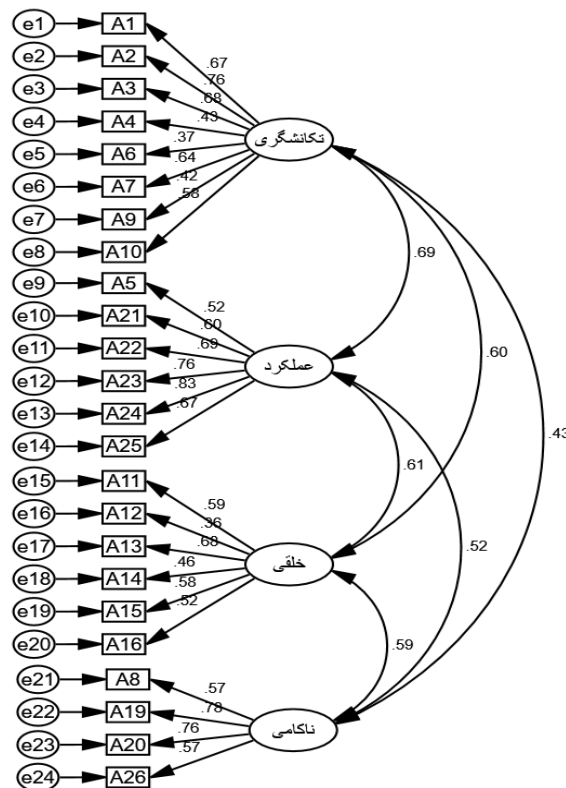 e1 A1
e2 A2
e3 A3
e4 A4
e5 A6
e6 A7
e7 A9
e8 A10
.67
.76
.68
.43
.37
.64
.42
.58
تکانشگری
e9 A5
e10 A21
e11 A22
e12 A23
e13 A24
e14 A25
.52
.60
.69
.76
.83
.67
عملکرد
e15 A11
e16 A12
e17 A13
e18 A14
e19 A15
e20 A16
.59
.36
.68
.46
.58
.52
خلقی
e21 A8
e22 A19
e23 A20
e24 A26
.57
.78
.76
.57
ناکامی
.69
.60
.43
.61
.52
.59